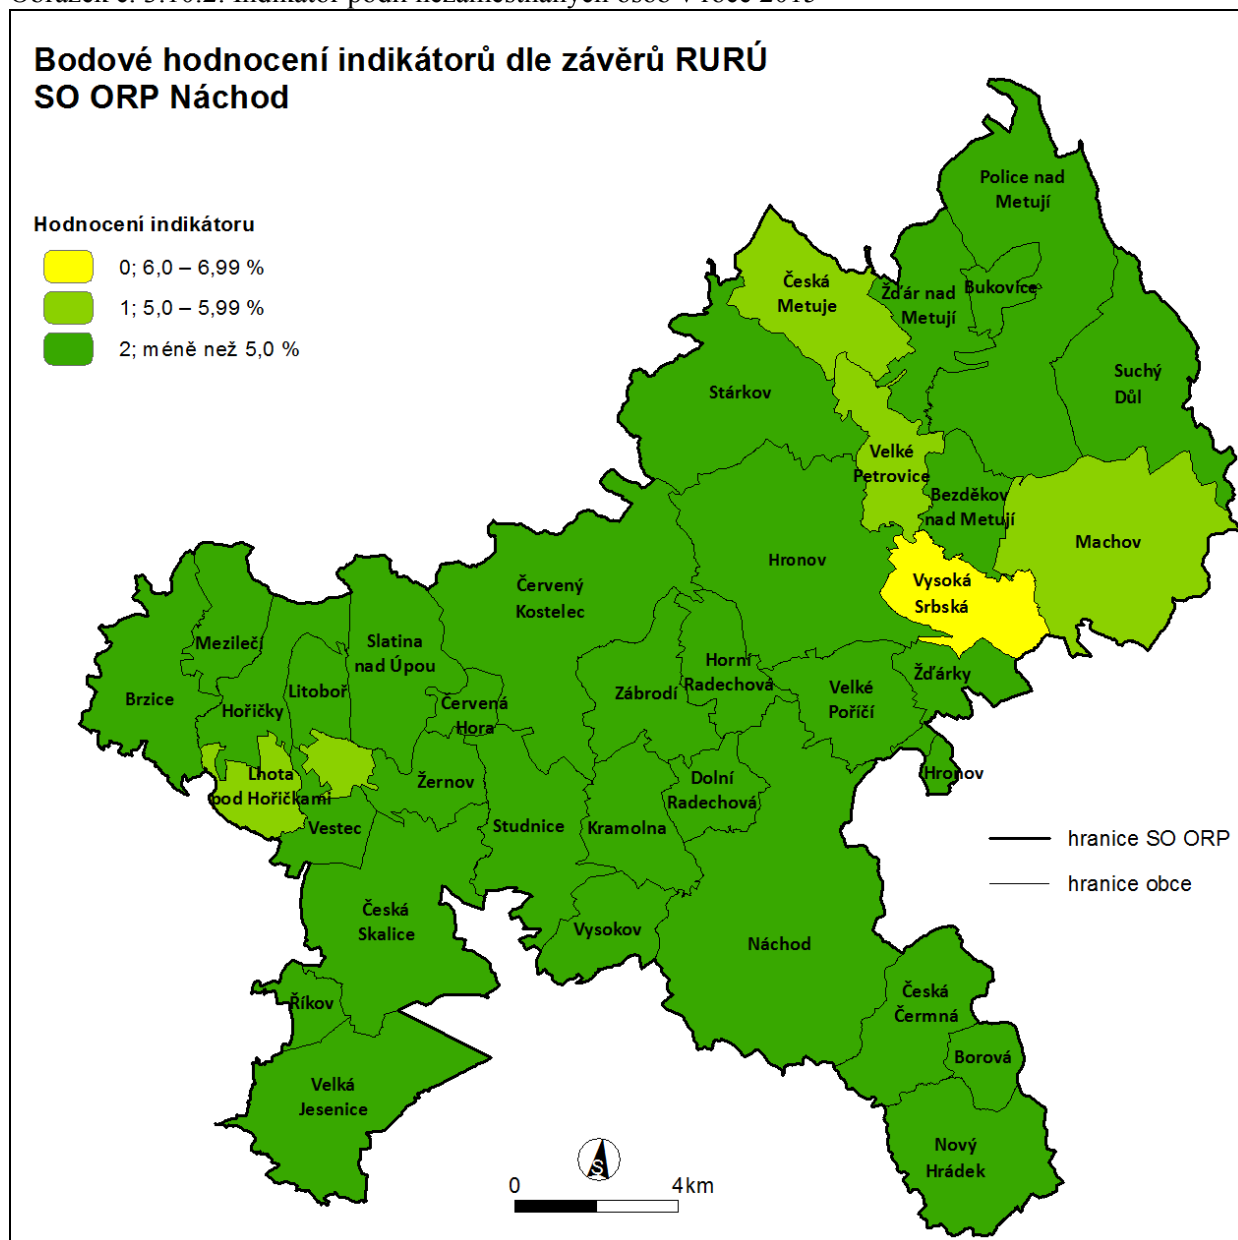 Bodové hodnocení indikátorů dle závěrů RURÚ
SO ORP Náchod
Hodnocení indikátoru
0; 6,0 – 6,99 %
1; 5,0 – 5,99 %
2; méně než 5,0 %
Police nad
Metují
Česká
Metuje
Žďár nad
Metují
Bukovice
Suchý
Důl
Stárkov
Velké
Petrovice
Bezděkov
nad Metují
Machov
Hronov
Vysoká
Srbská
Červený
Kostelec
Mezilečí
Slatina
nad Úpou
Brzice
Hořičky
Litoboř
Červená
Hora
Zábrodí
Horní
Radechová
Velké
Poříčí
Žďárky
Hronov
Lhota
pod Hořičkami
Žernov
Dolní
Radechová
Vestec
Studnice
Kramolna
hranice SO ORP
hranice obce
Česká
Skalice
Vysokov
Náchod
Říkov
Česká
Čermná
Borová
Velká
Jesenice
Nový
Hrádek
S
0 4km